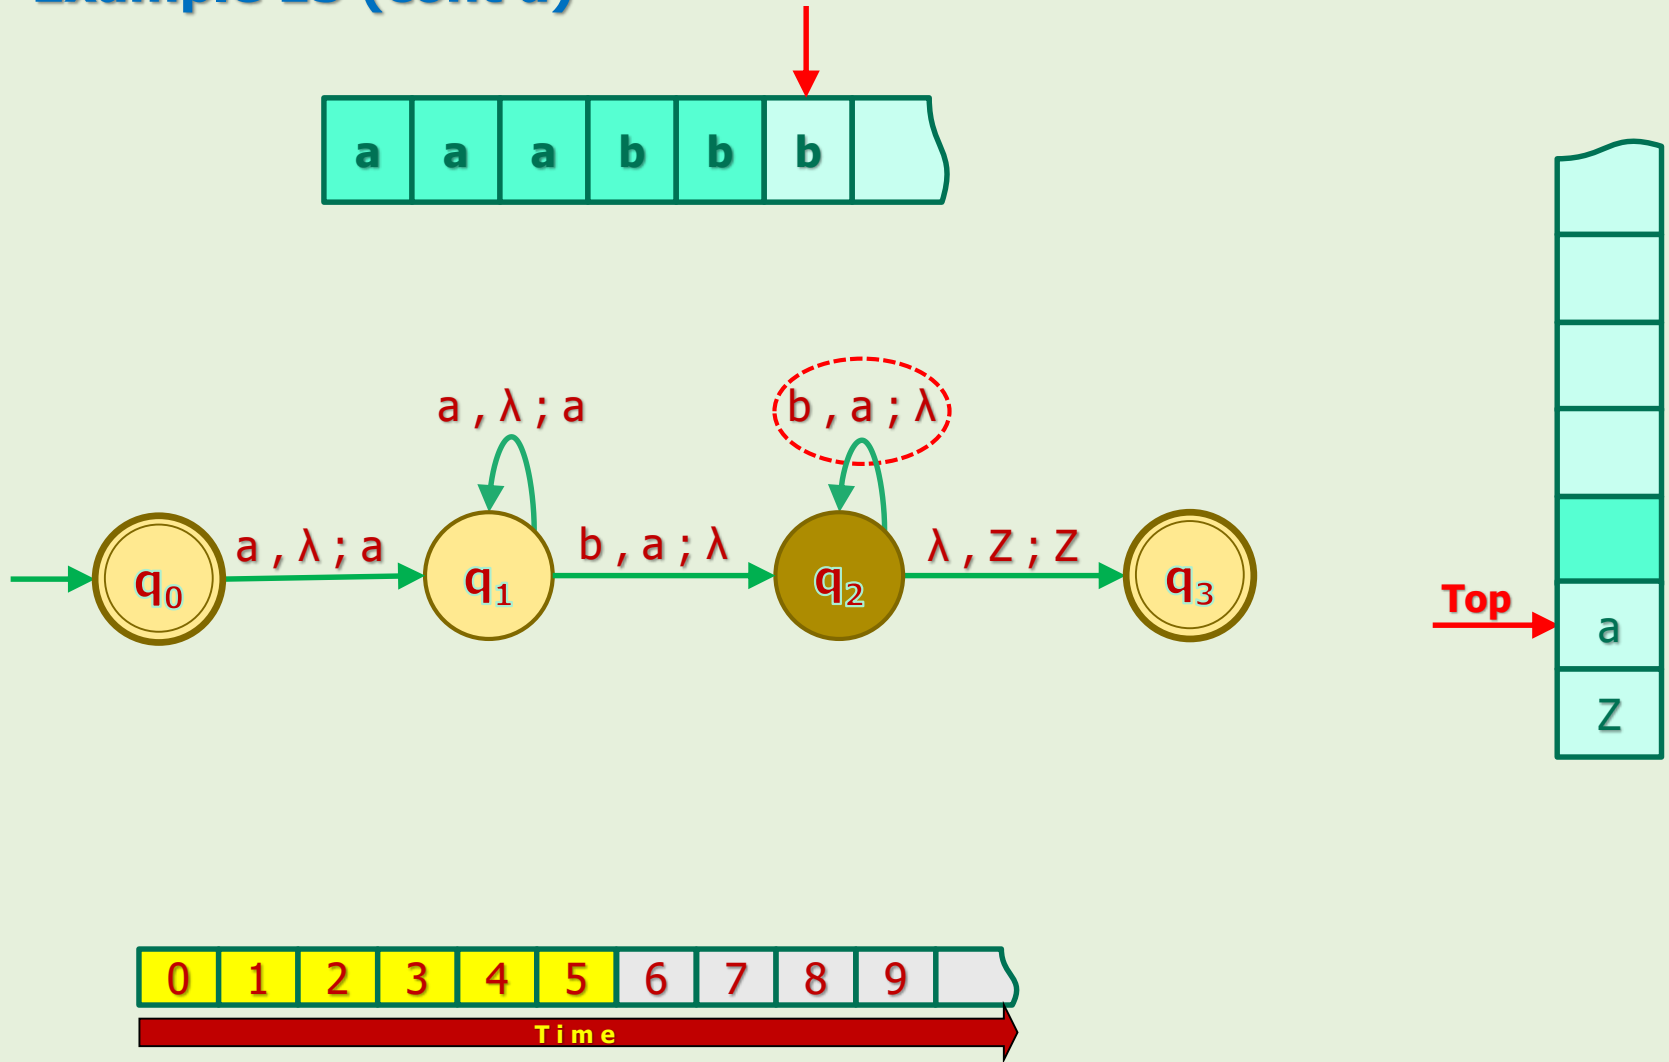 a a a b b b
a , λ ; a
b , a ; λ
a , λ ; a
b , a ; λ
λ , Z ; Z
q0
q1
q2
q3
Top
a
Z
0 1 2 3 4 5 6 7 8 9
Time